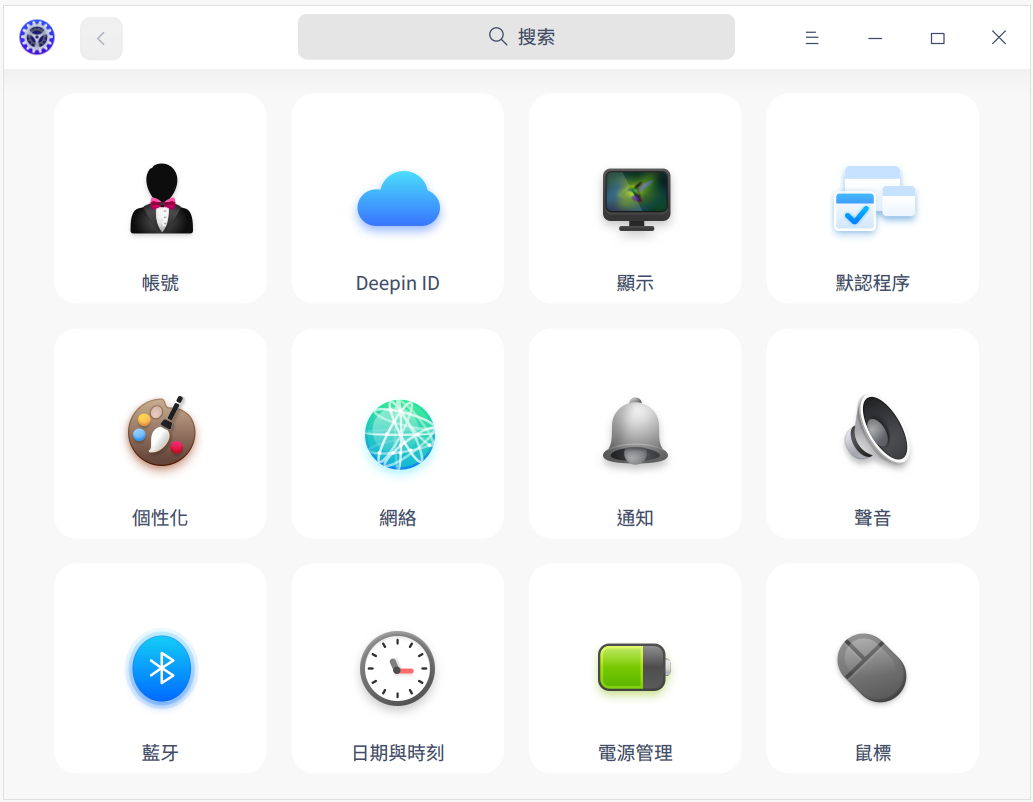 搜索
帳號
Deepin ID
顯示
默認程序
個性化
網絡
通知
聲音
藍牙
日期與時刻
電源管理
鼠標